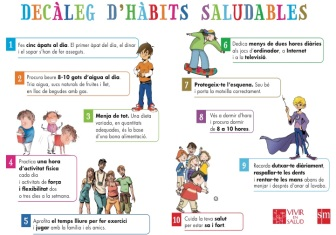 DECÀLEG D'HÀBITS SALUDABLES
1 Fes cinc àpats al dia. El primer àpat del dia, el dinar
i el sopar s'han de fer asseguts.
2 Procura beure 8-10 gots d'aigua al dia.
Tria aigua, sucs naturals de fruites i llet,
en lloc de begudes amb gas.
3 Menja de tot. Una dieta
variada, en quantitats
adequades, és la base
d'una bona alimentació.
4 Practica una hora
d'activitat física
cada dia
i activitats de força
i flexibilitat dos
o tres dies a la setmana.
5 Aprofita el temps lliure per fer exercici
i jugar amb la família i els amics.
6 Dedica menys de dues hores diàries
als jocs d'ordinador, a Internet
i a la televisió.
7 Protegeix-te l'esquena. Seu bé
i porta la motxilla correctament.
8 Vés a dormir d'hora
i procura dormir
de 8 a 10 hores
9 Recorda dutxar-te diàriament,
raspallar-te les dents
i rentar-te les mans abans de
menjar i després d'anar al lavabo.
10 Cuida la teva salut
per estar sa i fort
VIVIR EN SALUD
sm